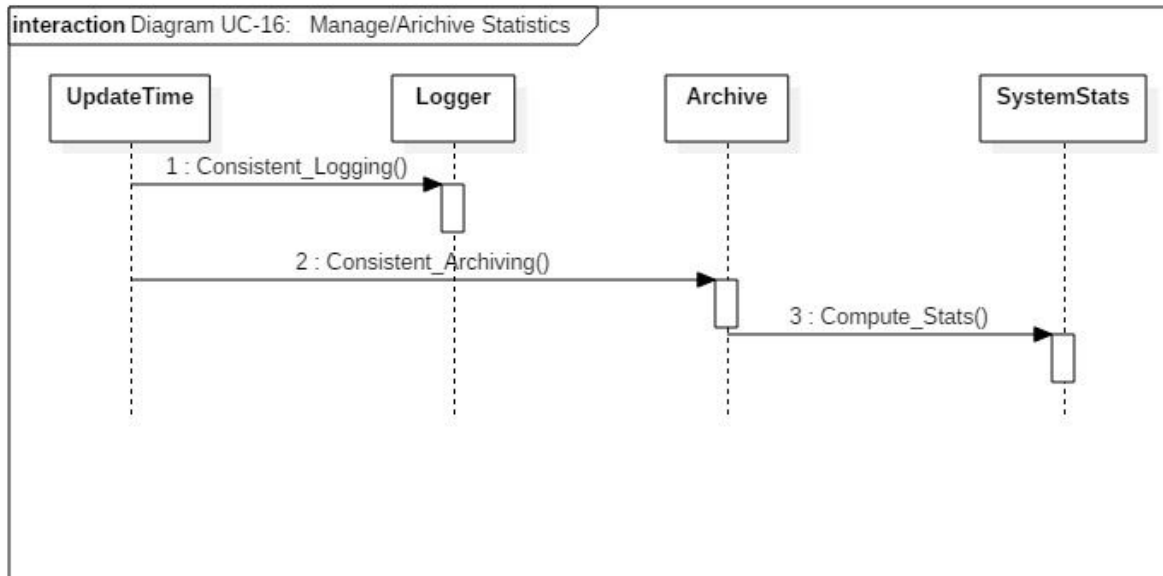 interaction Diagram UC-16: Manage/Arichive Statistics
UpdateTime
Logger
Archive
SystemStats
1 : Consistent_Logging()
2 : Consistent_Archiving()
3 : Compute_Stats()